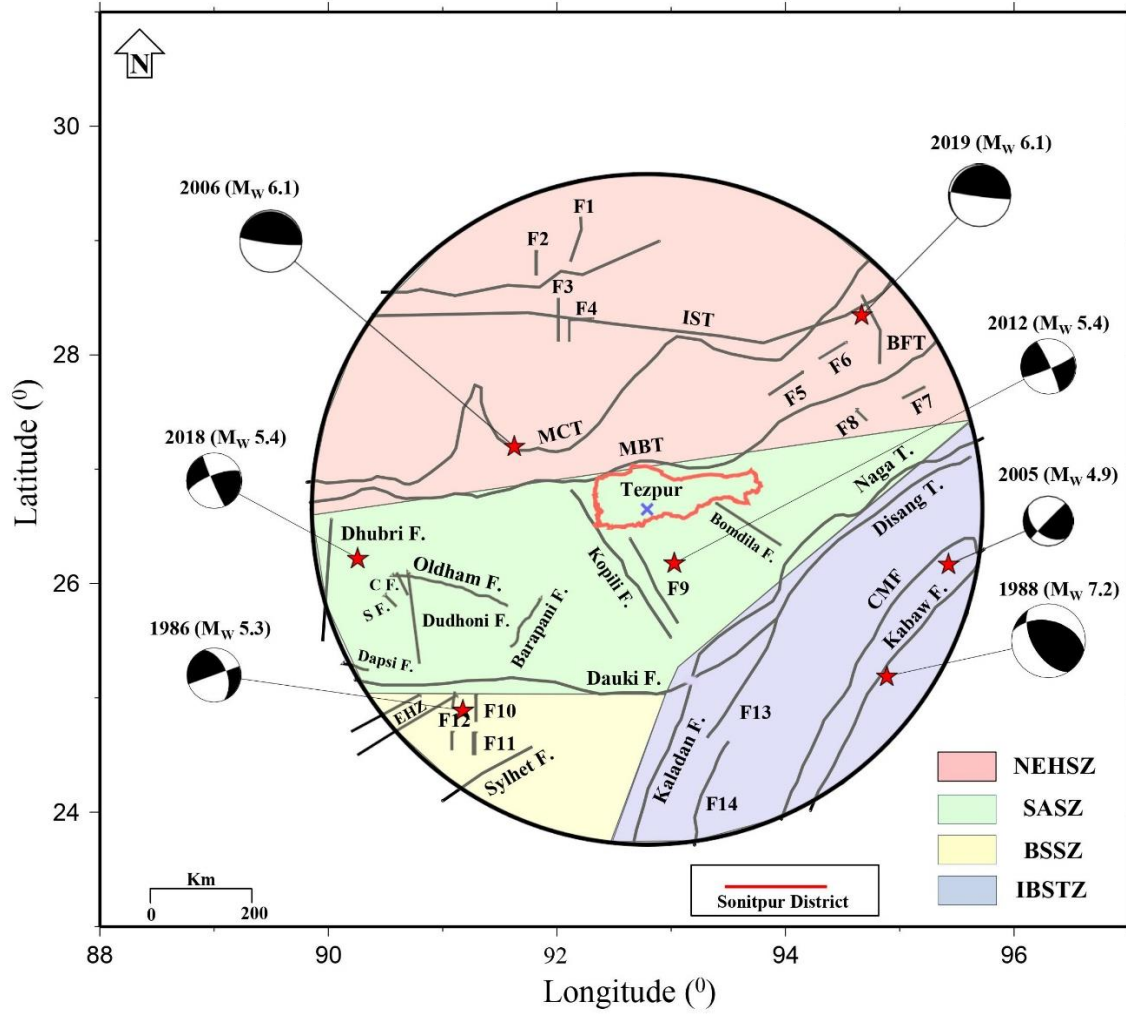 N
30
28
26
24
88
90
92
94
96
Latitude (⁰)
Longitude (⁰)
2006 (Mw 6.1)
2019 (Mw 6.1)
2012 (Mw 5.4)
2018 (Mw 5.4)
2005 (Mw 4.9)
1988 (Mw 7.2)
1986 (Mw 5.3)
F1
F2
F3
F4
IST
BFT
F6
F5
F7
F8
MCT
MBT
Tezpur
Naga T.
Disang T.
Bomdila F.
Dhubri F.
Oldham F.
C F.
S F.
Kopili F.
F9
Dudhoni F.
Barapani F.
CMF
Kabaw F.
Dapsi F.
Dauki F.
EHZ
F12
F10
F11
Sylhet F.
F13
Kaladan F.
F14
NEHSZ
SASZ
BSSZ
IBSTZ
Km
0 200
Sonitpur District